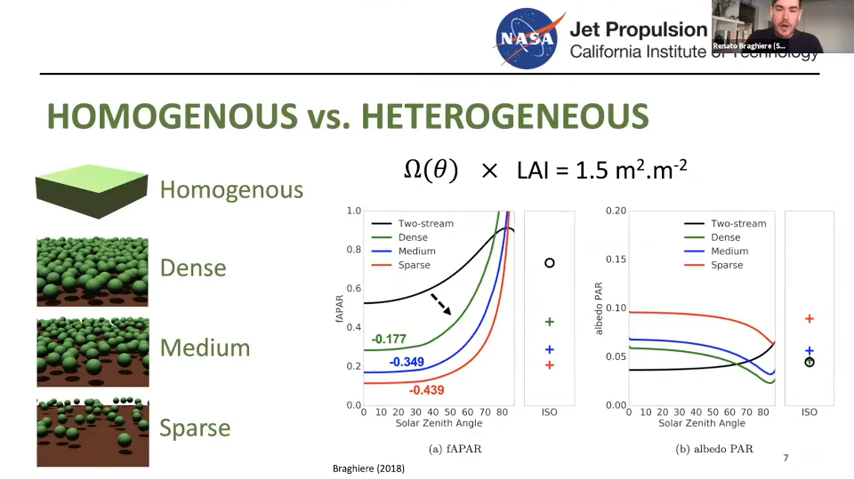 NASA
Jet Propulsion
California Institute of Technology
Renato Braghiere (S...
HOMOGENOUS vs. HETEROGENEOUS
Ω(θ) × LAI = 1.5 m².m⁻²
Homogenous
Dense
Medium
Sparse
1.0
0.8
0.6
0.4
0.2
0.0
fAPAR
Two-stream
Dense
Medium
Sparse
-0.177
-0.349
-0.439
0 10 20 30 40 50 60 70 80
Solar Zenith Angle
ISO
(a) fAPAR
0.20
0.15
0.10
0.05
0.00
albedo PAR
Two-stream
Dense
Medium
Sparse
0 10 20 30 40 50 60 70 80
Solar Zenith Angle
ISO
(b) albedo PAR
Braghiere (2018)
7